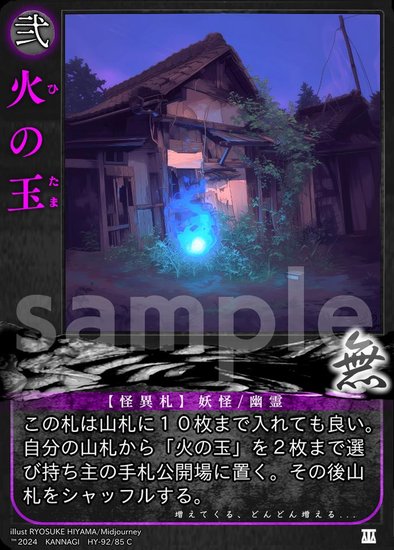 弐
火の玉
ひ
たま
sample
無
【怪異札】妖怪/幽霊
この札は山札に10枚まで入れても良い。
自分の山札から「火の玉」を2枚まで選
び持ち主の手札公開場に置く。その後山
札をシャッフルする。
増えてくる、どんどん増える...
illust RYOSUKE HIYAMA/Midjourney
™2024 KANNAGI HY-92/85 C